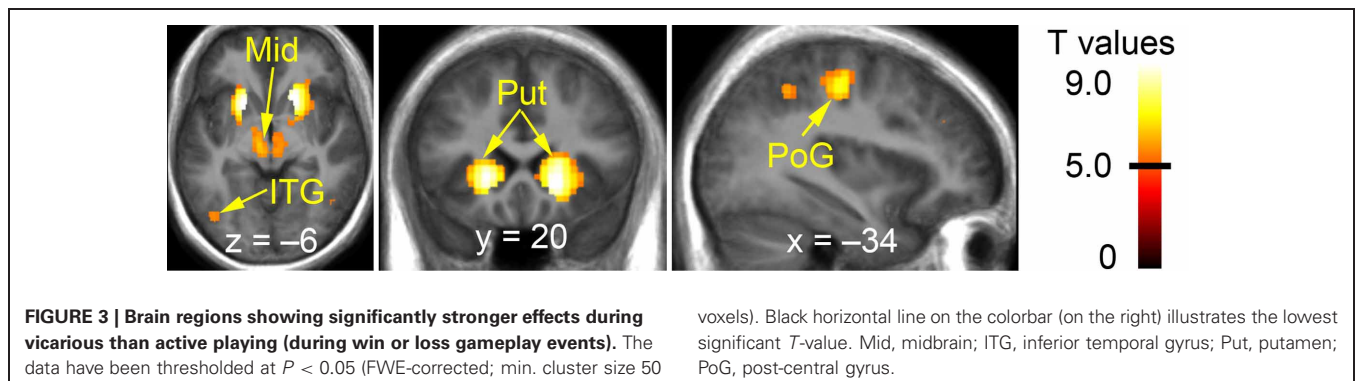 Mid
ITG
z = –6
Put
y = 20
PoG
x = –34
T values
9.0
5.0
0
FIGURE 3 | Brain regions showing significantly stronger effects during
vicarious than active playing (during win or loss gameplay events). The
data have been thresholded at P < 0.05 (FWE-corrected; min. cluster size 50
voxels). Black horizontal line on the colorbar (on the right) illustrates the lowest
significant T-value. Mid, midbrain; ITG, inferior temporal gyrus; Put, putamen;
PoG, post-central gyrus.